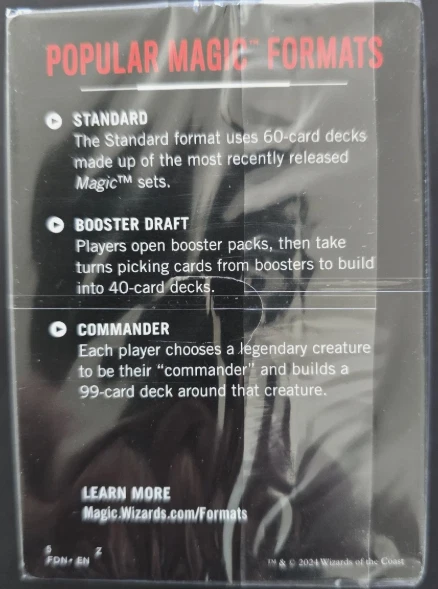 POPULAR MAGIC™ FORMATS
STANDARD
The Standard format uses 60-card decks
made up of the most recently released
Magic™ sets.
BOOSTER DRAFT
Players open booster packs, then take
turns picking cards from boosters to build
into 40-card decks.
COMMANDER
Each player chooses a legendary creature
to be their “commander” and builds a
99-card deck around that creature.
LEARN MORE
Magic.Wizards.com/Formats
FDN • EN
™ & © 2024 Wizards of the Coast